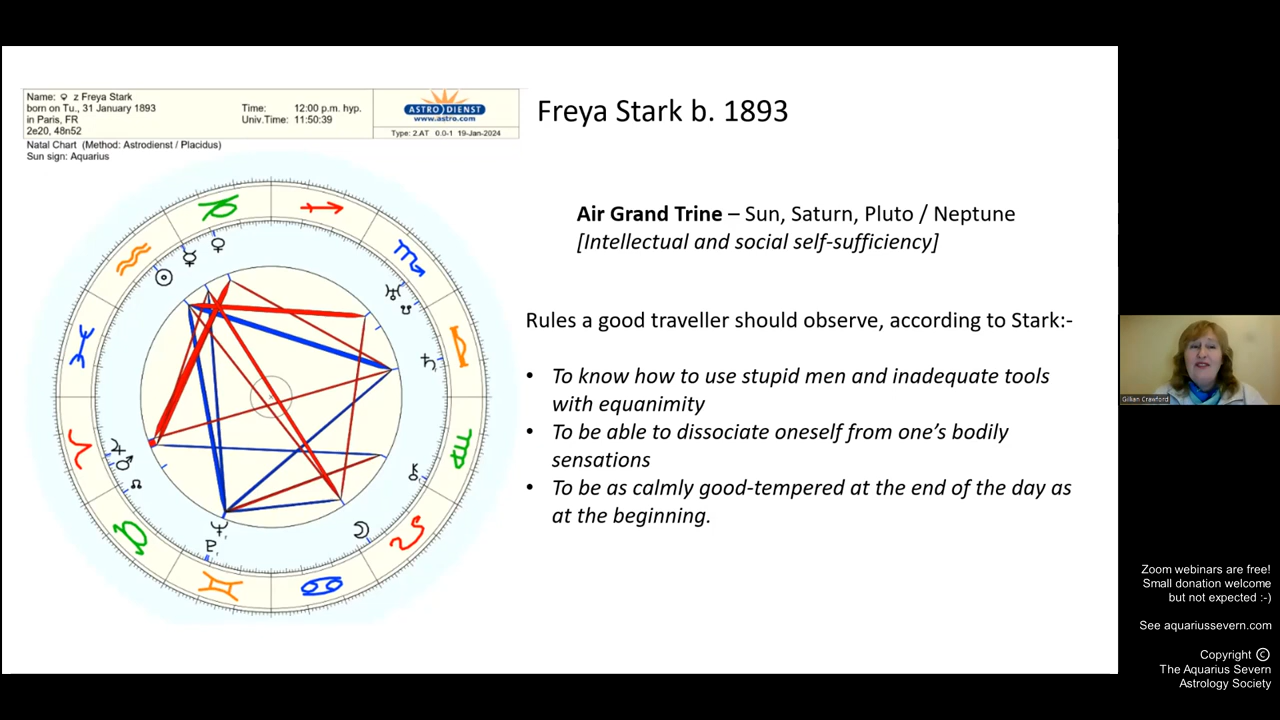 Name: ♀ z Freya Stark
born on Tu., 31 January 1893
in Paris, FR
2e20, 48n52
Time: 12:00 p.m. hyp.
Univ.Time: 11:50:39
ASTRO DIENST
www.astro.com
Type: 2.AT 0.0-1 19-Jan-2024
Natal Chart (Method: Astrodienst / Placidus)
Sun sign: Aquarius
Freya Stark b. 1893
Air Grand Trine – Sun, Saturn, Pluto / Neptune
[Intellectual and social self-sufficiency]
Rules a good traveller should observe, according to Stark:-
• To know how to use stupid men and inadequate tools
with equanimity
• To be able to dissociate oneself from one's bodily
sensations
• To be as calmly good-tempered at the end of the day as
at the beginning.
Gillian Crawford
Zoom webinars are free!
Small donation welcome
but not expected :-)
See aquariussevern.com
Copyright ©
The Aquarius Severn
Astrology Society